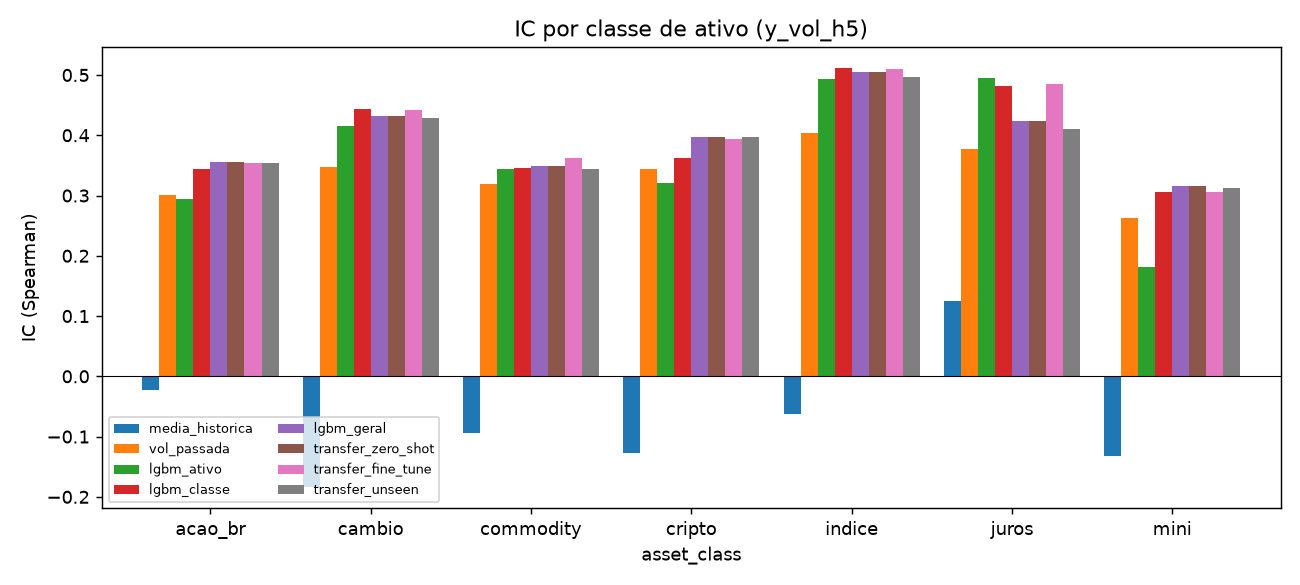 IC por classe de ativo (y_vol_h5)
IC (Spearman)
0.5
0.4
0.3
0.2
0.1
0.0
−0.1
−0.2
media_historica
vol_passada
lgbm_ativo
lgbm_classe
lgbm_geral
transfer_zero_shot
transfer_fine_tune
transfer_unseen
acao_br cambio commodity cripto indice juros mini
asset_class